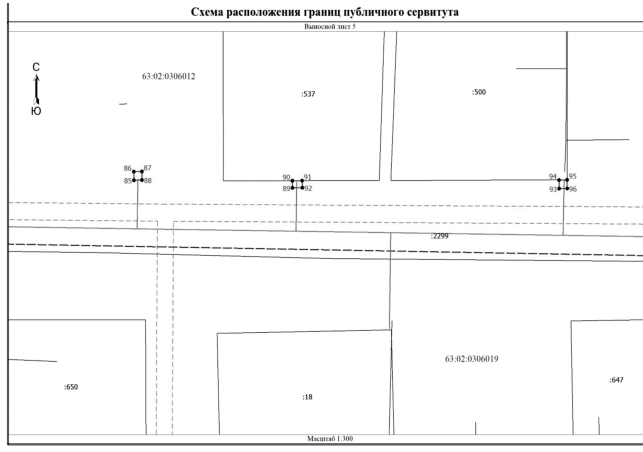 Схема расположения границ публичного сервитута
Выносной лист 5
С
Ю
63:02:0306012
:537
:500
86 87
85 88
90 91
89 92
94 95
93 96
:2299
63:02:0306019
:650
:18
:647
Масштаб 1:300